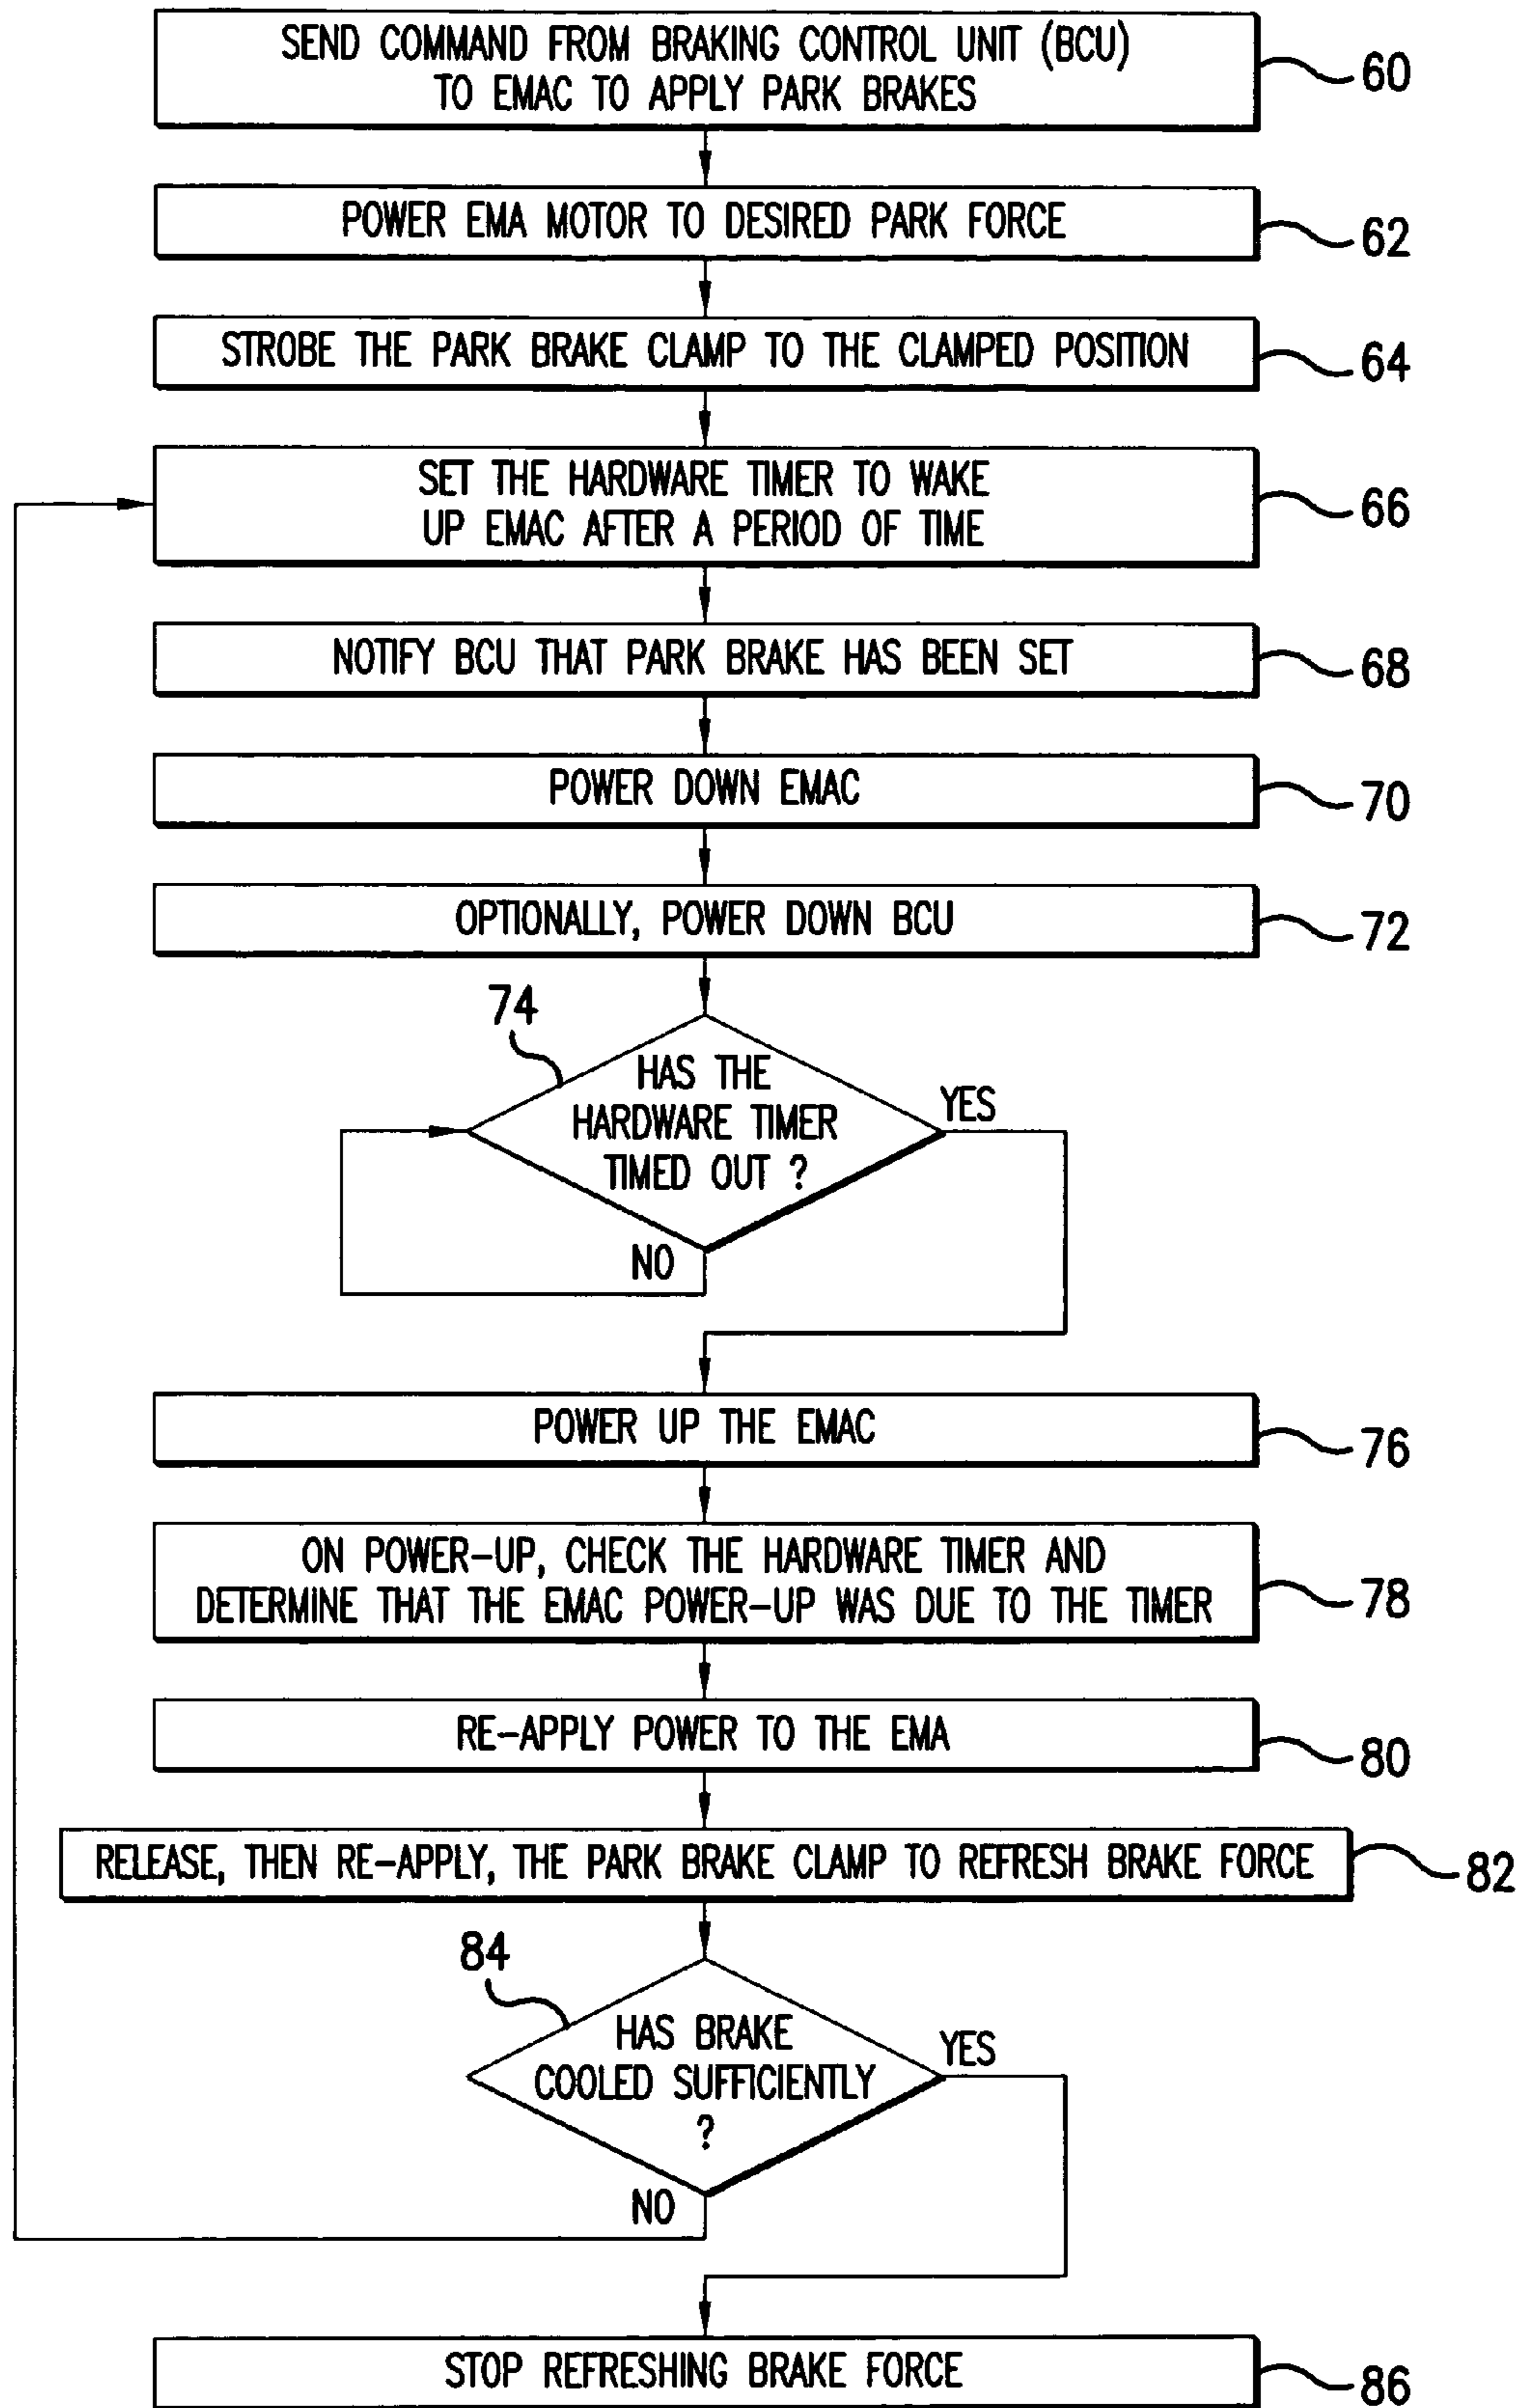 SEND COMMAND FROM BRAKING CONTROL UNIT (BCU)
TO EMAC TO APPLY PARK BRAKES
60
POWER EMA MOTOR TO DESIRED PARK FORCE
62
STROBE THE PARK BRAKE CLAMP TO THE CLAMPED POSITION
64
SET THE HARDWARE TIMER TO WAKE
UP EMAC AFTER A PERIOD OF TIME
66
NOTIFY BCU THAT PARK BRAKE HAS BEEN SET
68
POWER DOWN EMAC
70
OPTIONALLY, POWER DOWN BCU
72
74
HAS THE
HARDWARE TIMER
TIMED OUT ?
YES
NO
POWER UP THE EMAC
76
ON POWER-UP, CHECK THE HARDWARE TIMER AND
DETERMINE THAT THE EMAC POWER-UP WAS DUE TO THE TIMER
78
RE-APPLY POWER TO THE EMA
80
RELEASE, THEN RE-APPLY, THE PARK BRAKE CLAMP TO REFRESH BRAKE FORCE
82
84
HAS BRAKE
COOLED SUFFICIENTLY
?
YES
NO
STOP REFRESHING BRAKE FORCE
86